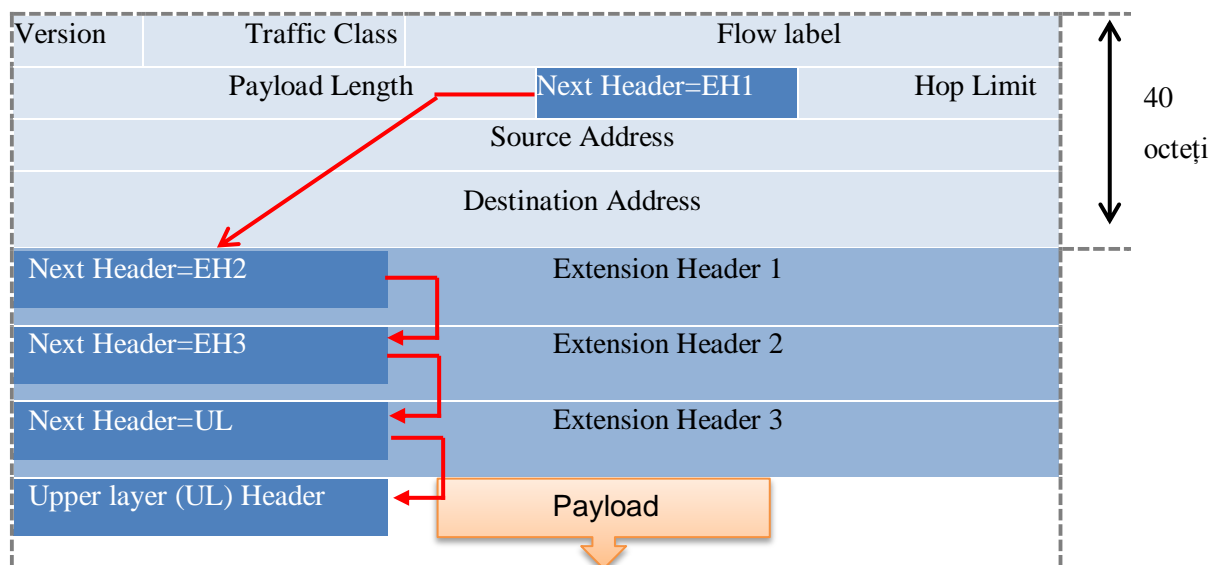 Version Traffic Class Flow label
Payload Length Next Header=EH1 Hop Limit
40
Source Address
octeți
Destination Address
Next Header=EH2 Extension Header 1
Next Header=EH3 Extension Header 2
Next Header=UL Extension Header 3
Upper layer (UL) Header Payload